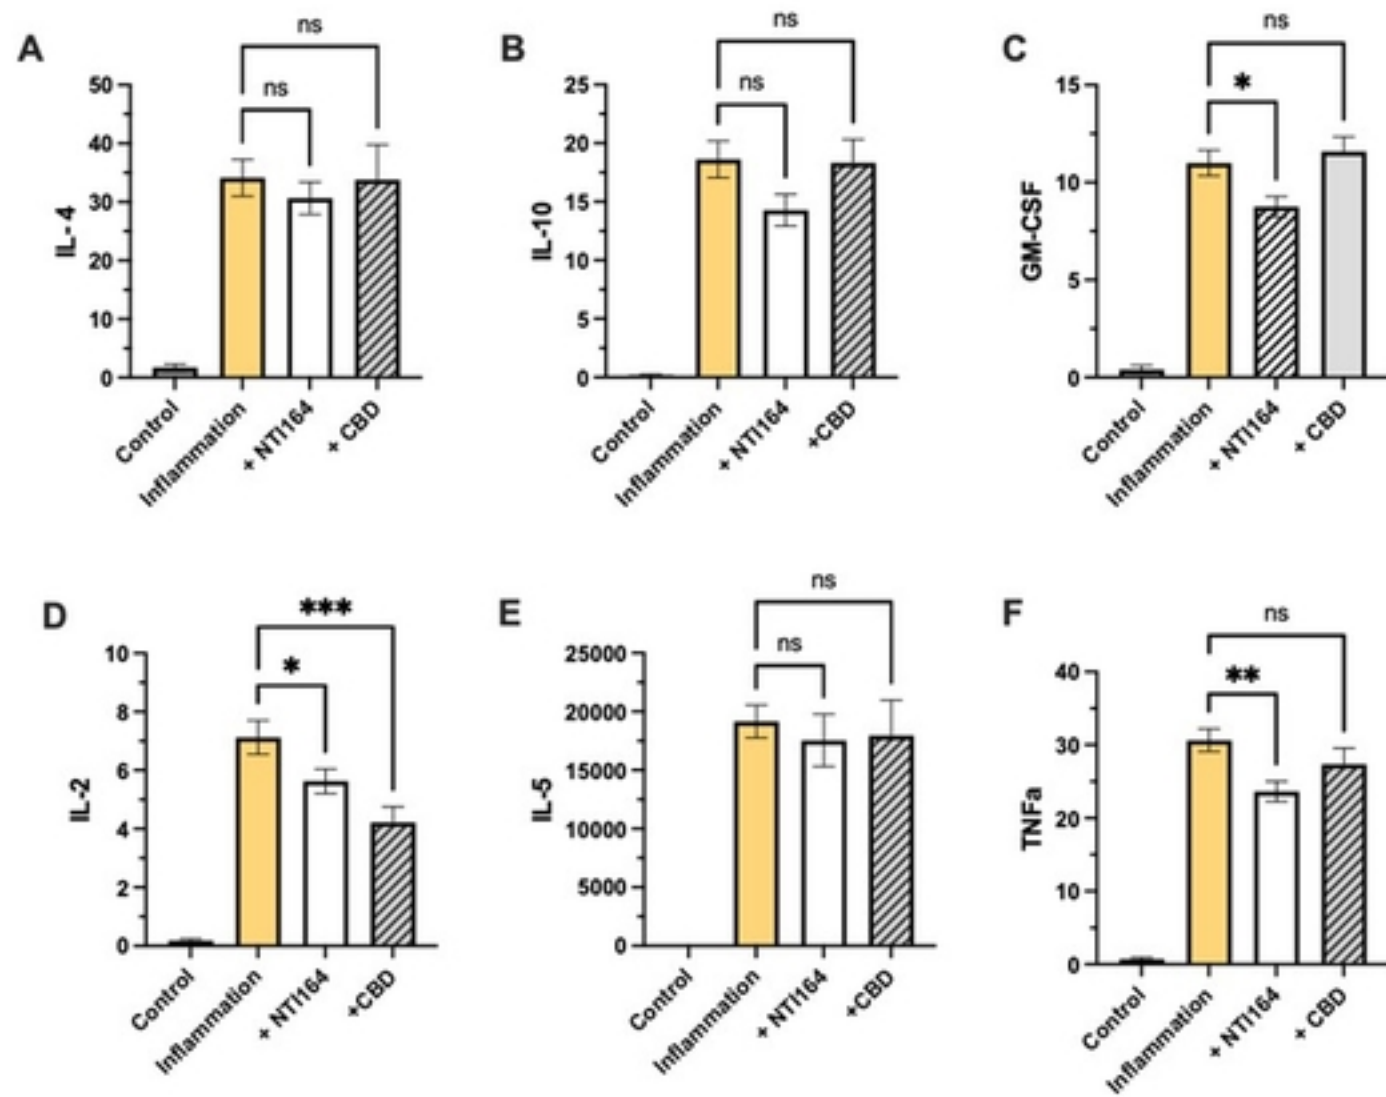 A
ns
ns
50
40
30
20
10
0
IL-4
Control
Inflammation
+ NTI164
+ CBD
B
ns
ns
25
20
15
10
5
0
IL-10
Control
Inflammation
+ NTI164
+CBD
C
ns
*
15
10
5
0
GM-CSF
Control
Inflammation
+ NTI164
+ CBD
D
***
*
10
8
6
4
2
0
IL-2
Control
Inflammation
+ NTI164
+CBD
E
ns
ns
25000
20000
15000
10000
5000
0
IL-5
Control
Inflammation
+ NTI164
+CBD
F
ns
**
40
30
20
10
0
TNFa
Control
Inflammation
+ NTI164
+ CBD